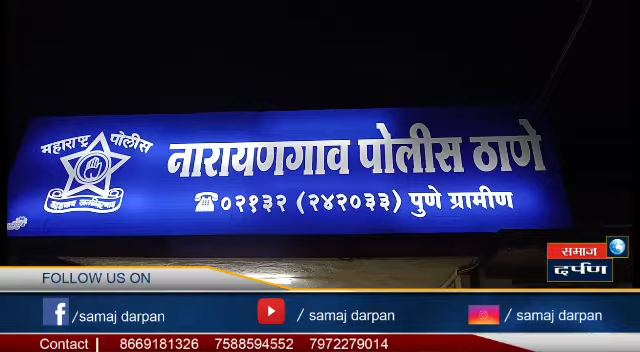 महाराष्ट्र पोलीस
नारायणगाव पोलीस ठाणे
☎०२१३२ (२४२०३३) पुणे ग्रामीण
समाज
दर्पण
FOLLOW US ON
/samaj darpan
/ samaj darpan
/ samaj darpan
Contact | 8669181326 7588594552 7972279014